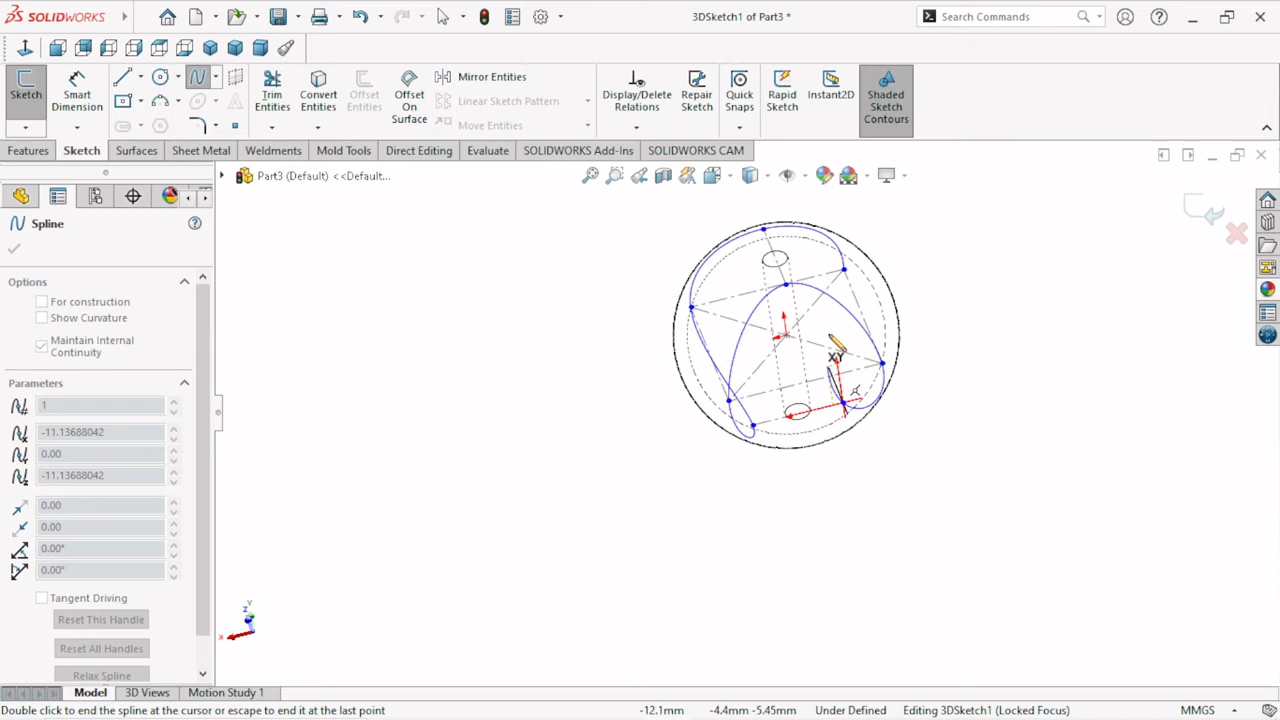 SOLIDWORKS
3DSketch1 of Part3 *
Search Commands
Sketch
Smart Dimension
Trim Entities
Convert Entities
Offset Entities
Offset On Surface
Mirror Entities
Linear Sketch Pattern
Move Entities
Display/Delete Relations
Repair Sketch
Quick Snaps
Rapid Sketch
Instant2D
Shaded Sketch Contours
Features Sketch Surfaces Sheet Metal Weldments Mold Tools Direct Editing Evaluate SOLIDWORKS Add-Ins SOLIDWORKS CAM
Part3 (Default) <<Default...
Spline
Options
For construction
Show Curvature
Maintain Internal
Continuity
Parameters
1
-11.13688042
0.00
-11.13688042
0.00
0.00
0.00°
0.00°
Tangent Driving
Reset This Handle
Reset All Handles
Relax Spline
XY
Y
Z
X
Model 3D Views Motion Study 1
Double click to end the spline at the cursor or escape to end it at the last point -12.1mm -4.4mm -5.45mm Under Defined Editing 3DSketch1 (Locked Focus) MMGS